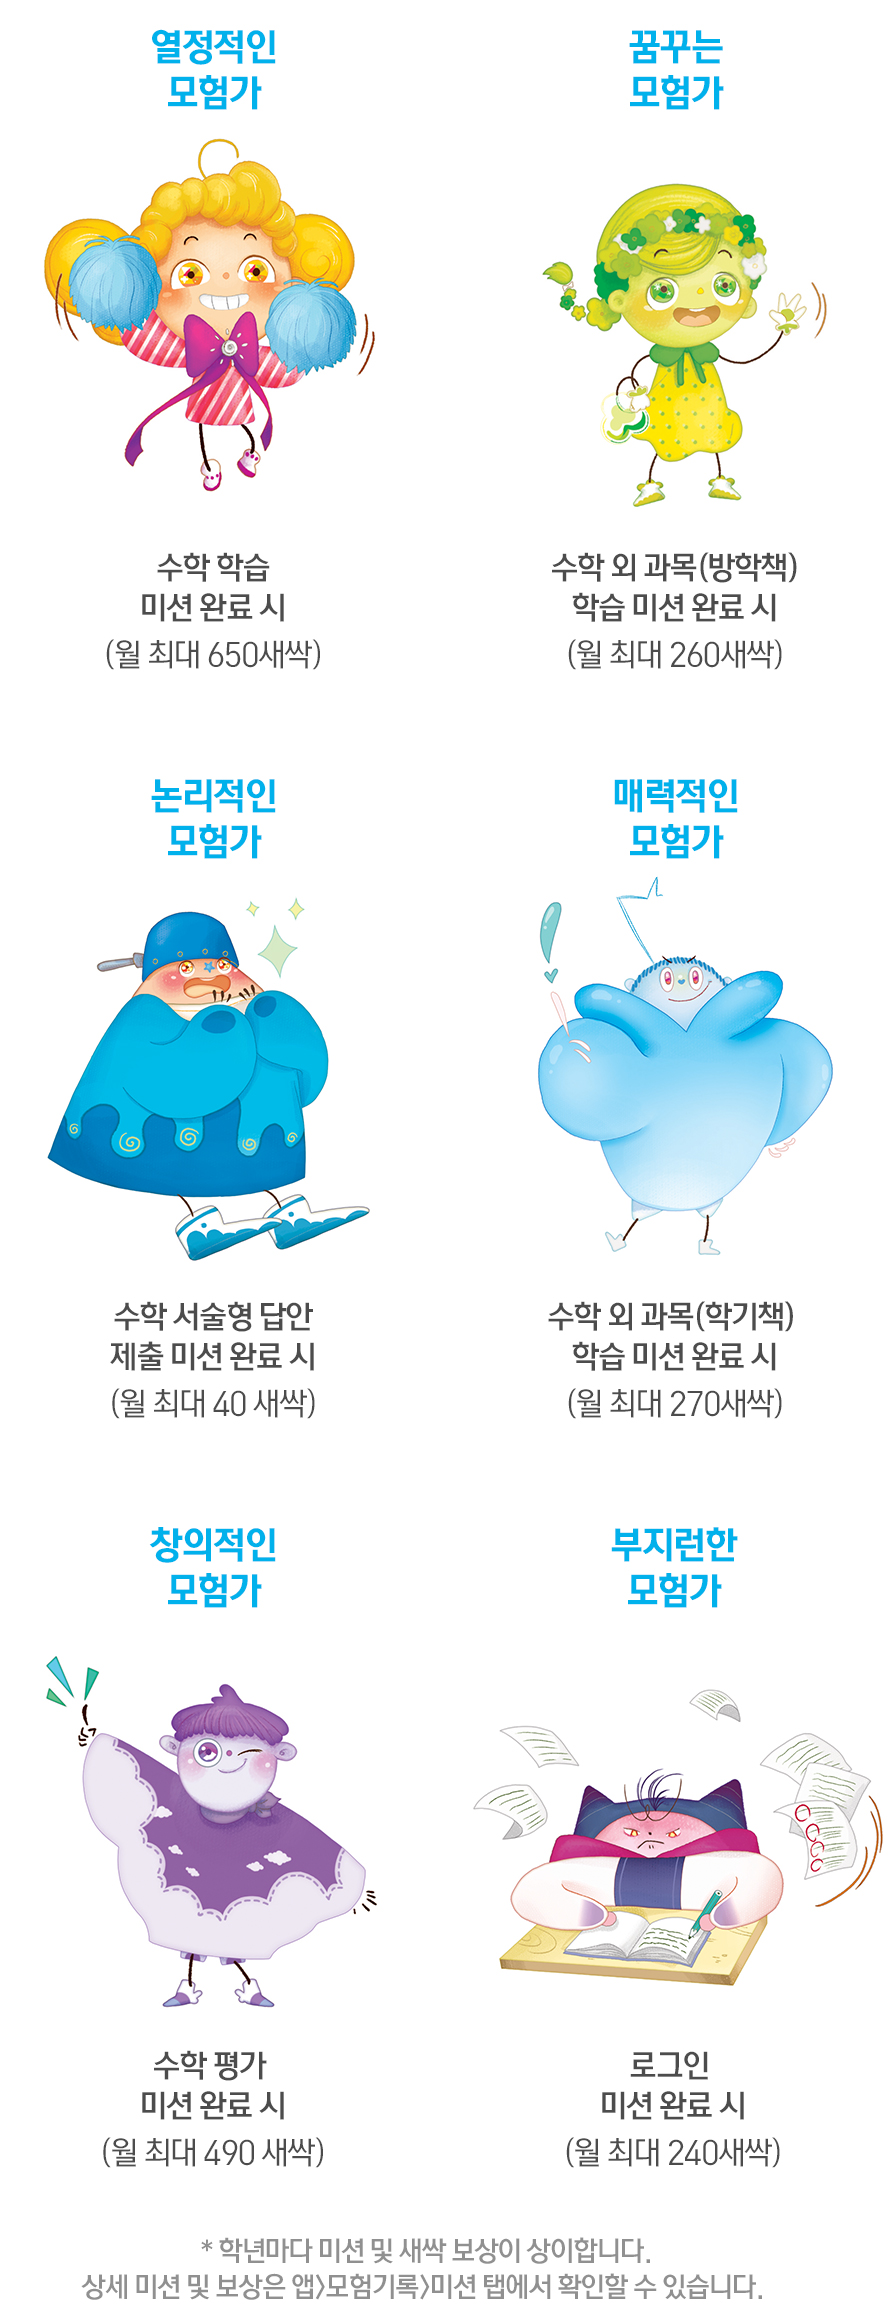 열정적인
모험가
수학 학습
미션 완료 시
(월 최대 650새싹)
꿈꾸는
모험가
수학 외 과목(방학책)
학습 미션 완료 시
(월 최대 260새싹)
논리적인
모험가
수학 서술형 답안
제출 미션 완료 시
(월 최대 40 새싹)
매력적인
모험가
수학 외 과목(학기책)
학습 미션 완료 시
(월 최대 270새싹)
창의적인
모험가
수학 평가
미션 완료 시
(월 최대 490 새싹)
부지런한
모험가
로그인
미션 완료 시
(월 최대 240새싹)
* 학년마다 미션 및 새싹 보상이 상이합니다.
상세 미션 및 보상은 앱>모험기록>미션 탭에서 확인할 수 있습니다.